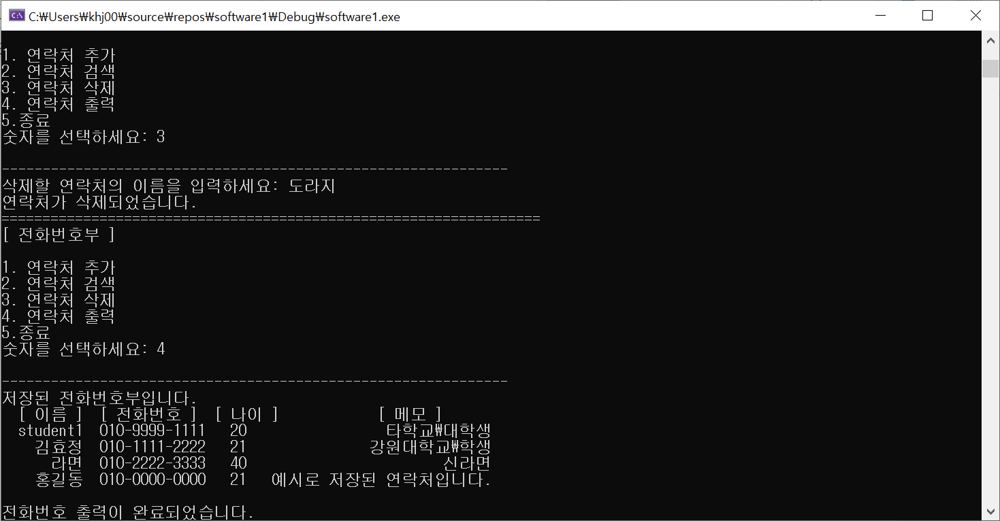 C:₩Users₩khj00₩source₩repos₩software1₩Debug₩software1.exe
1. 연락처 추가
2. 연락처 검색
3. 연락처 삭제
4. 연락처 출력
5.종료
숫자를 선택하세요: 3
--------------------------------------------------------------
삭제할 연락처의 이름을 입력하세요: 도라지
연락처가 삭제되었습니다.
==================================================================
[ 전화번호부 ]
1. 연락처 추가
2. 연락처 검색
3. 연락처 삭제
4. 연락처 출력
5.종료
숫자를 선택하세요: 4
--------------------------------------------------------------
저장된 전화번호부입니다.
[ 이름 ] [ 전화번호 ] [ 나이 ] [ 메모 ]
student1 010-9999-1111 20 타학교₩대학생
김효정 010-1111-2222 21 강원대학교₩학생
라면 010-2222-3333 40 신라면
홍길동 010-0000-0000 21 예시로 저장된 연락처입니다.
전화번호 출력이 완료되었습니다.